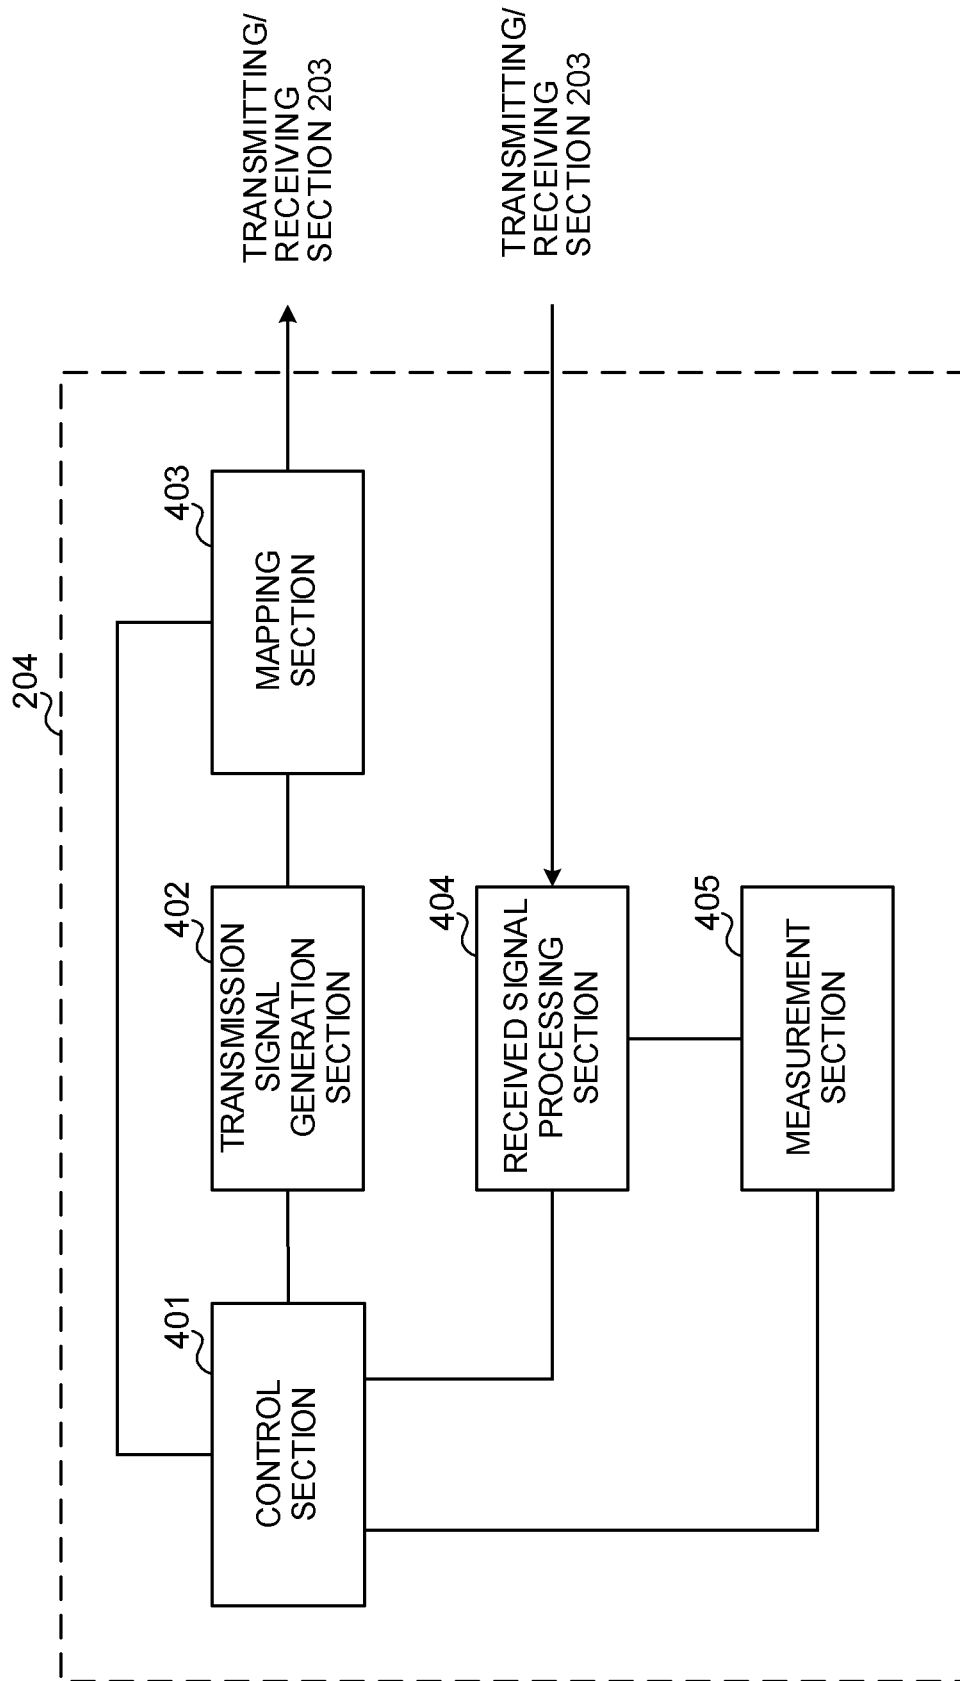 204
401
CONTROL
SECTION
402
TRANSMISSION
SIGNAL
GENERATION
SECTION
403
MAPPING
SECTION
TRANSMITTING/
RECEIVING
SECTION 203
404
RECEIVED SIGNAL
PROCESSING
SECTION
TRANSMITTING/
RECEIVING
SECTION 203
405
MEASUREMENT
SECTION